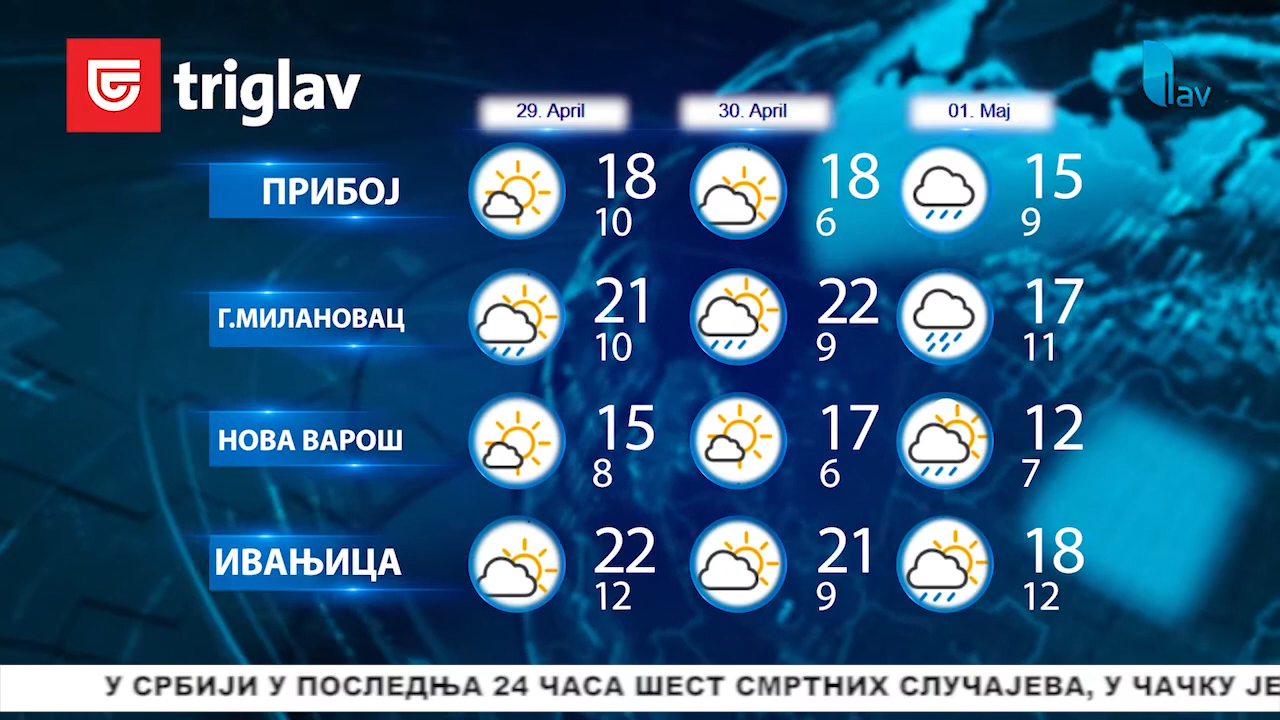 triglav
lav
29. April 30. April 01. Maj
ПРИБОЈ 18 18 15
10 6 9
Г.МИЛАНОВАЦ 21 22 17
10 9 11
НОВА ВАРОШ 15 17 12
8 6 7
ИВАЊИЦА 22 21 18
12 9 12
У СРБИЈИ У ПОСЛЕДЊА 24 ЧАСА ШЕСТ СМРТНИХ СЛУЧАЈЕВА, У ЧАЧКУ ЈЕ